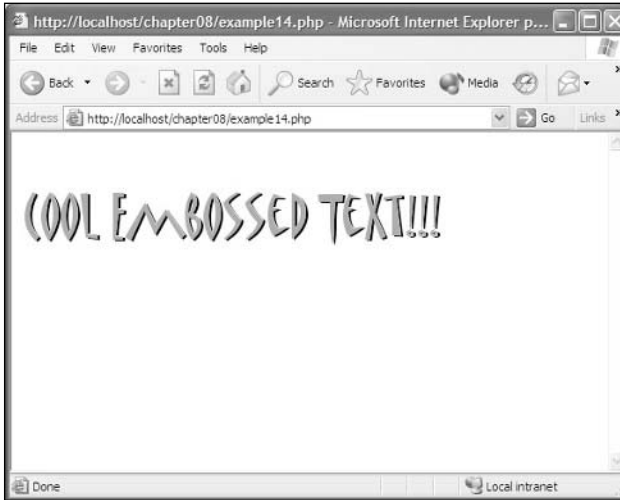 http://localhost/chapter08/example14.php - Microsoft Internet Explorer p...
File Edit View Favorites Tools Help
Back Search Favorites Media
Address http://localhost/chapter08/example14.php Go Links
COOL EMBOSSED TEXT!!!
Done Local intranet